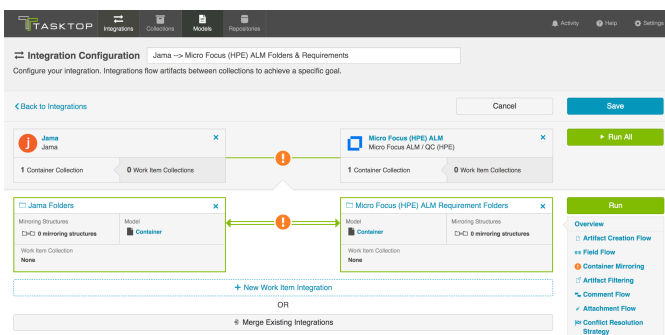 TASKTOP
Integrations
Collections
Models
Repositories
Activity
Help
Settings
Integration Configuration
Jama --> Micro Focus (HPE) ALM Folders & Requirements
Configure your integration. Integrations flow artifacts between collections to achieve a specific goal.
Back to Integrations
Cancel
Save
Jama
Jama
1 Container Collection
0 Work Item Collections
Micro Focus (HPE) ALM
Micro Focus ALM / QC (HPE)
1 Container Collection
0 Work Item Collections
Run All
Jama Folders
Mirroring Structures
0 mirroring structures
Model
Container
Work Item Collection
None
Micro Focus (HPE) ALM Requirement Folders
Model
Container
Mirroring Structures
0 mirroring structures
Work Item Collection
None
Run
Overview
Artifact Creation Flow
Field Flow
Container Mirroring
Artifact Filtering
Comment Flow
Attachment Flow
Conflict Resolution
Strategy
+ New Work Item Integration
OR
Merge Existing Integrations